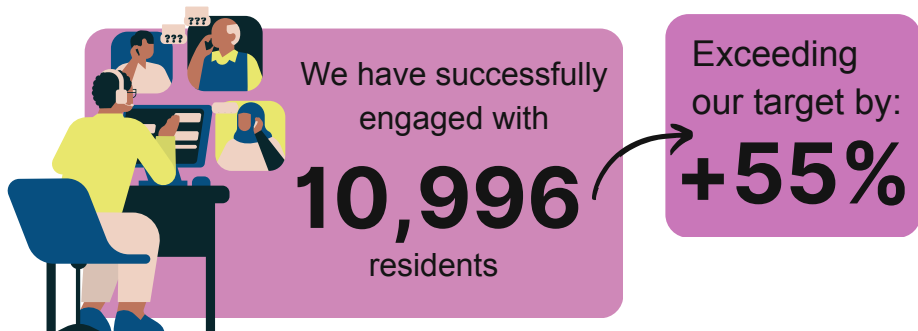 ???
???
We have successfully
engaged with
10,996
residents
Exceeding
our target by:
+55%